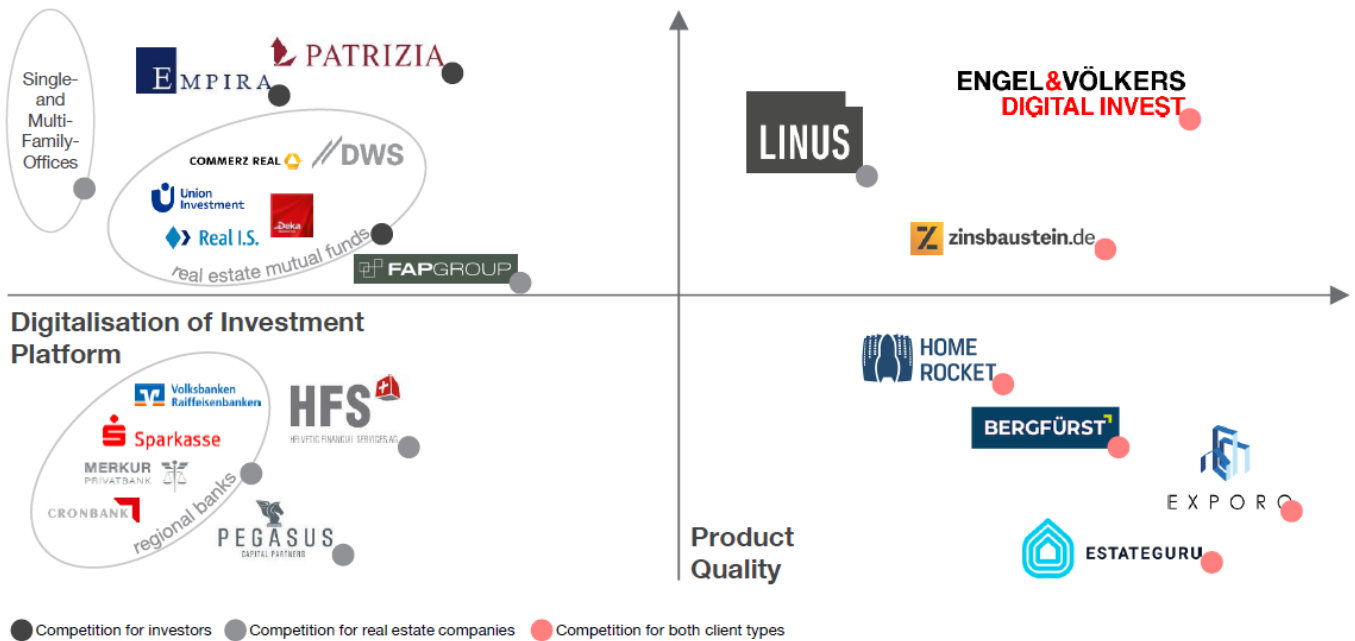 Single-
and
Multi-
Family-
Offices
EMPIRA
PATRIZIA
COMMERZ REAL
DWS
Union
Investment
Deka
Real I.S.
real estate mutual funds
FAPGROUP
LINUS
ENGEL&VÖLKERS
DIGITAL INVEST
Z zinsbaustein.de
Digitalisation of Investment
Platform
Volksbanken
Raiffeisenbanken
Sparkasse
MERKUR
PRIVATBANK
CRONBANK
regional banks
HFS
HELVETIC FINANCIAL SERVICES AG
PEGASUS
CAPITAL PARTNERS
HOME
ROCKET
BERGFÜRST
EXPORO
ESTATEGURU
Product
Quality
Competition for investors
Competition for real estate companies
Competition for both client types